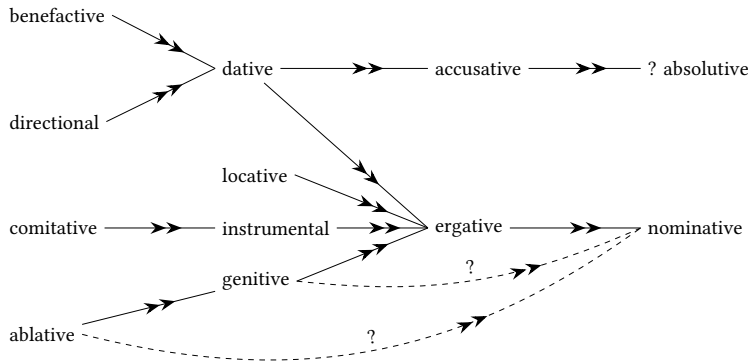 benefactive
dative accusative ? absolutive
directional
locative
comitative instrumental ergative nominative
genitive ?
ablative ?